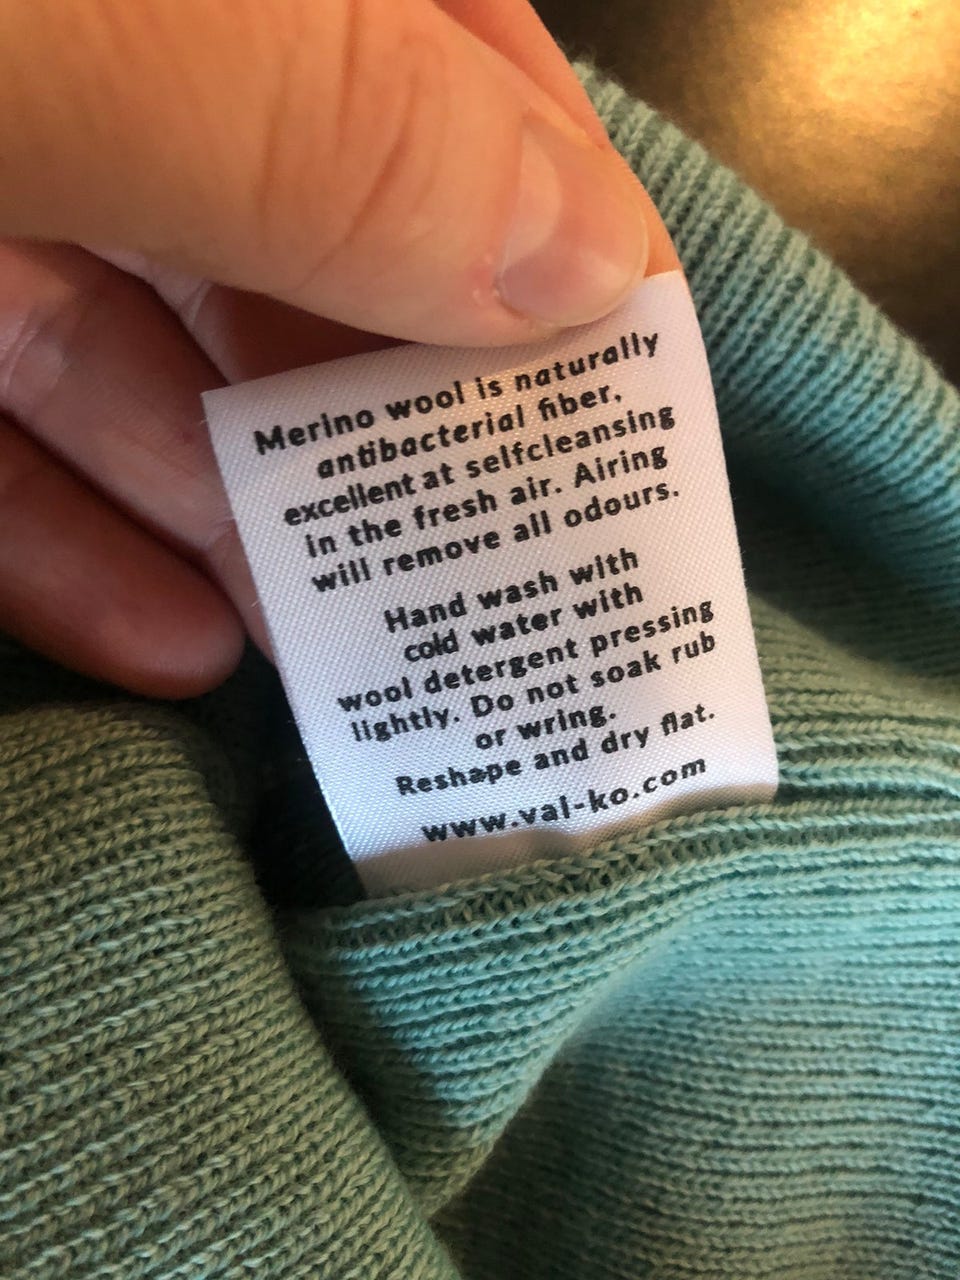 Merino wool is naturally
antibacterial fiber,
excellent at selfcleansing
in the fresh air. Airing
will remove all odours.
Hand wash with
cold water with
wool detergent pressing
lightly. Do not soak rub
or wring.
Reshape and dry flat.
www.val-ko.com